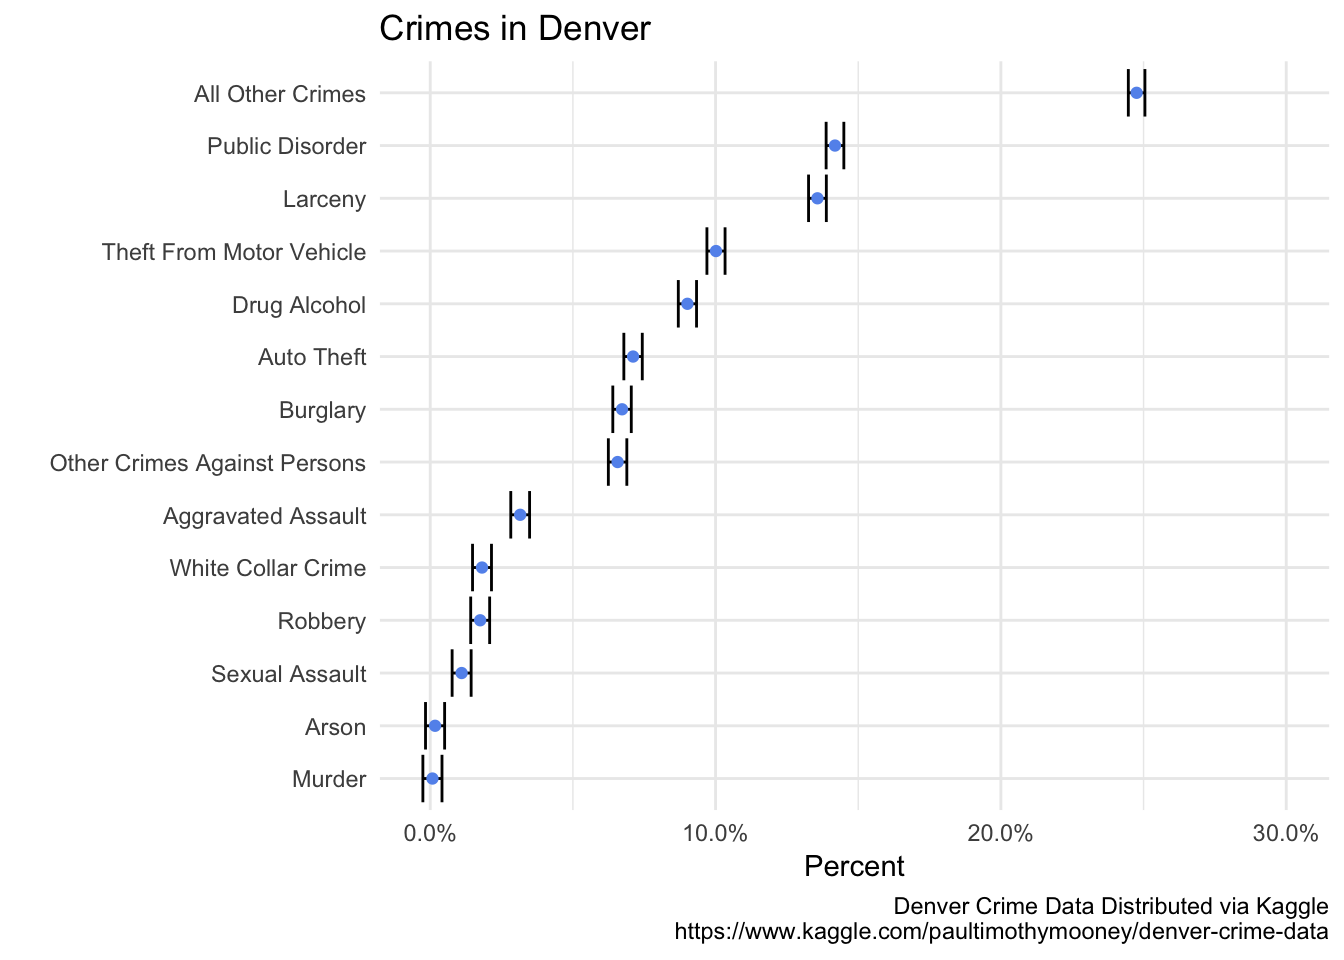 Crimes in Denver
All Other Crimes
Public Disorder
Larceny
Theft From Motor Vehicle
Drug Alcohol
Auto Theft
Burglary
Other Crimes Against Persons
Aggravated Assault
White Collar Crime
Robbery
Sexual Assault
Arson
Murder
0.0% 10.0% 20.0% 30.0%
Percent
Denver Crime Data Distributed via Kaggle
https://www.kaggle.com/paultimothymooney/denver-crime-data